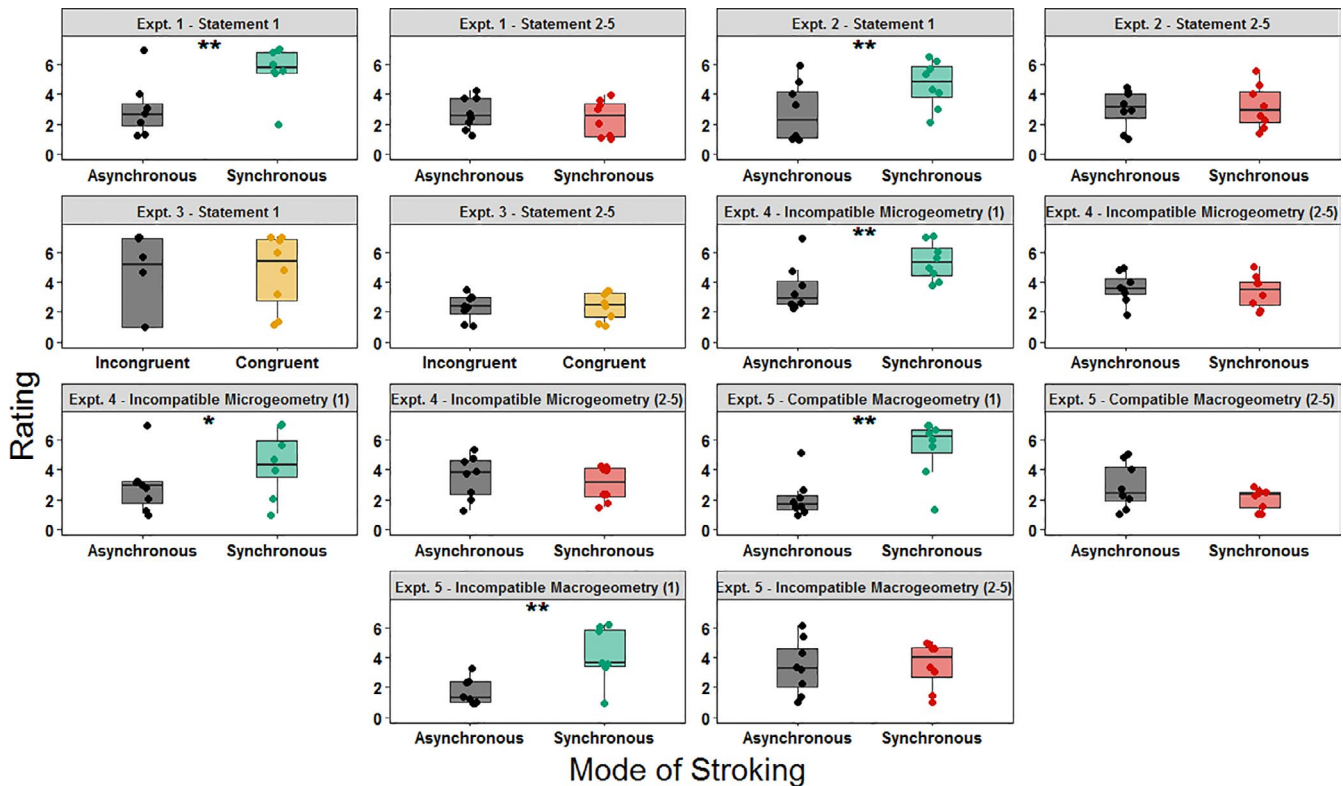 Expt. 1 - Statement 1
Expt. 1 - Statement 2-5
Expt. 2 - Statement 1
Expt. 2 - Statement 2-5
**
**
6
4
2
0
6
4
2
0
6
4
2
0
6
4
2
0
Asynchronous Synchronous
Asynchronous Synchronous
Asynchronous Synchronous
Asynchronous Synchronous
Expt. 3 - Statement 1
Expt. 3 - Statement 2-5
Expt. 4 - Incompatible Microgeometry (1)
Expt. 4 - Incompatible Microgeometry (2-5)
**
6
4
2
0
6
4
2
0
6
4
2
0
6
4
2
0
Incongruent Congruent
Incongruent Congruent
Asynchronous Synchronous
Asynchronous Synchronous
Rating
Expt. 4 - Incompatible Microgeometry (1)
Expt. 4 - Incompatible Microgeometry (2-5)
Expt. 5 - Compatible Macrogeometry (1)
Expt. 5 - Compatible Macrogeometry (2-5)
*
**
6
4
2
0
6
4
2
0
6
4
2
0
6
4
2
0
Asynchronous Synchronous
Asynchronous Synchronous
Asynchronous Synchronous
Asynchronous Synchronous
Expt. 5 - Incompatible Macrogeometry (1)
Expt. 5 - Incompatible Macrogeometry (2-5)
**
6
4
2
0
6
4
2
0
Asynchronous Synchronous
Asynchronous Synchronous
Mode of Stroking